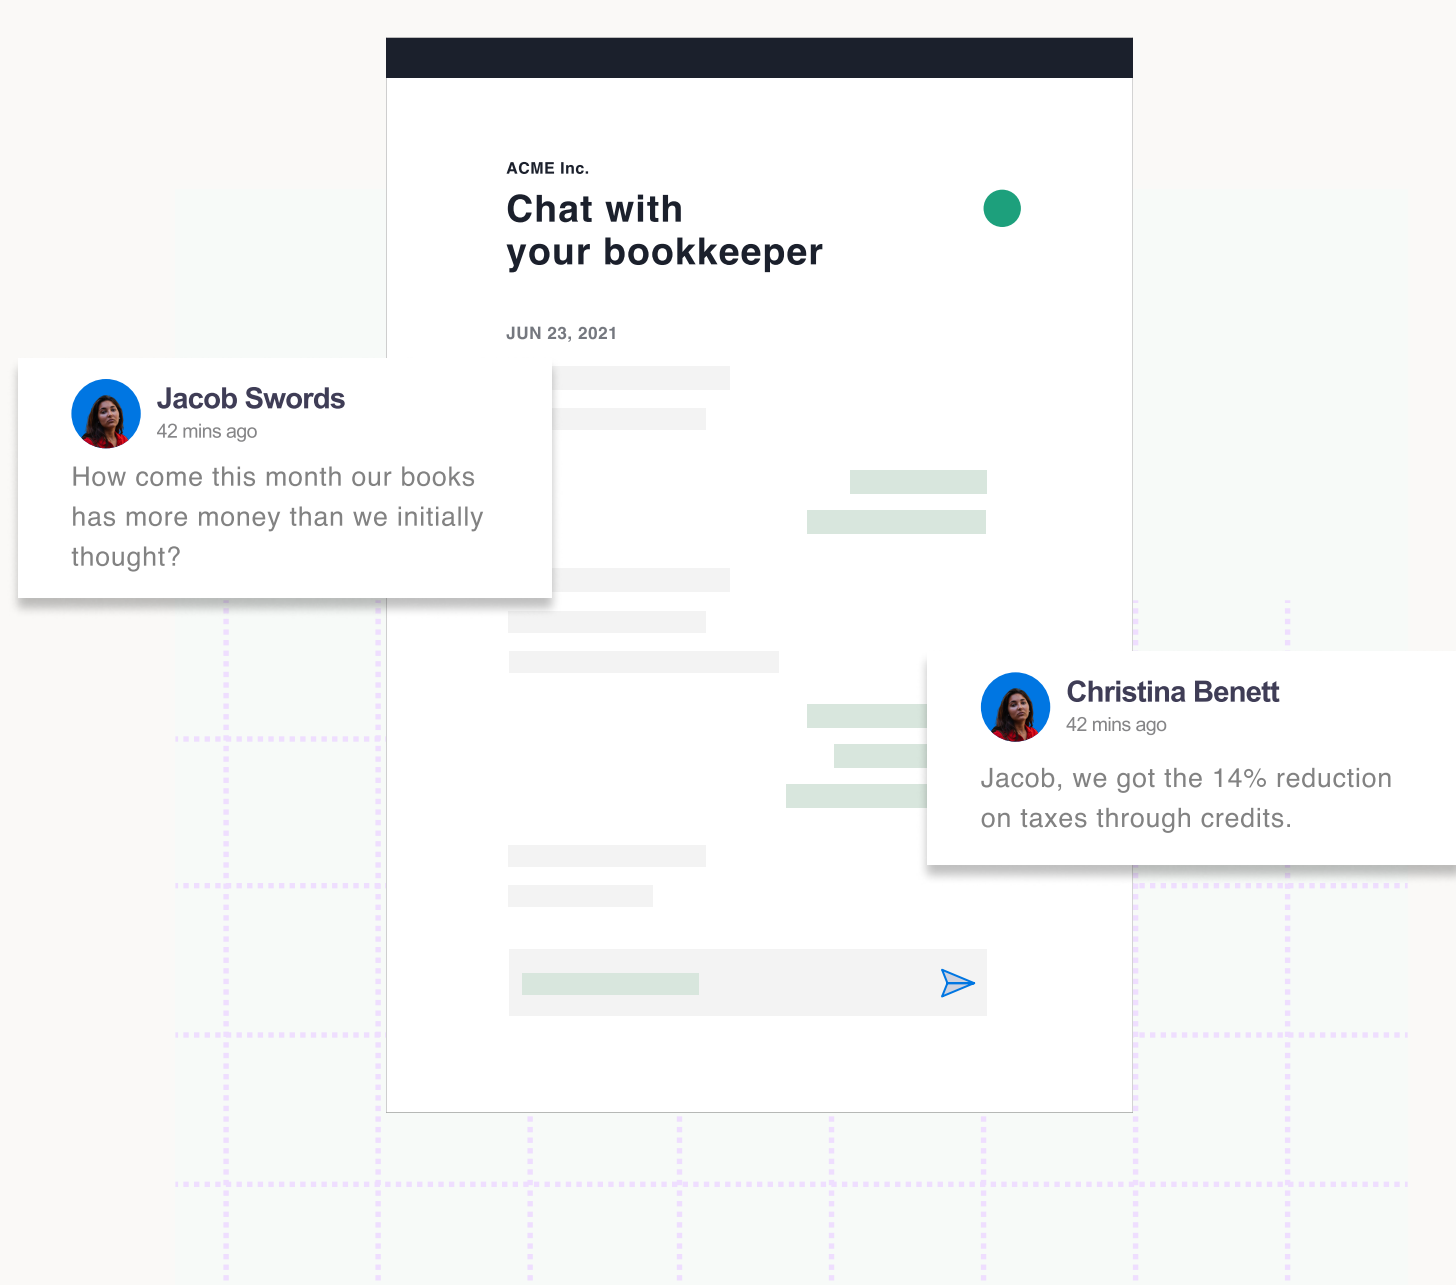 ACME Inc.
Chat with
your bookkeeper
JUN 23, 2021
Jacob Swords
42 mins ago
How come this month our books
has more money than we initially
thought?
Christina Benett
42 mins ago
Jacob, we got the 14% reduction
on taxes through credits.